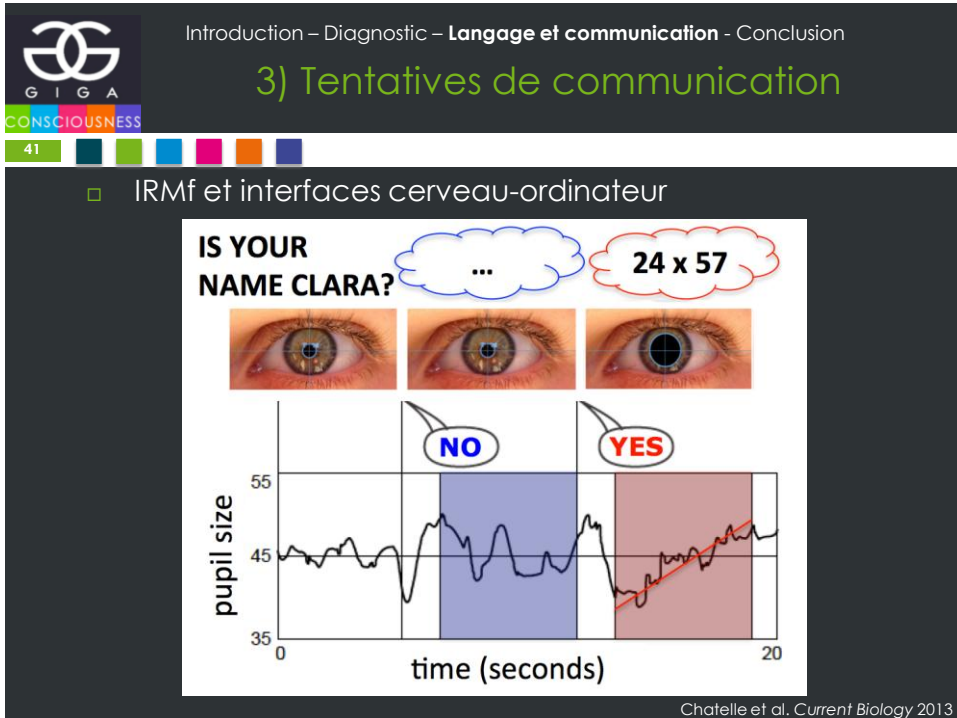 Introduction – Diagnostic – Langage et communication - Conclusion
GIGA
CONSCIOUSNESS
3) Tentatives de communication
41
IRMf et interfaces cerveau-ordinateur
IS YOUR
NAME CLARA?
...
24 x 57
NO
YES
55
45
35
pupil size
0
20
time (seconds)
Chatelle et al. Current Biology 2013